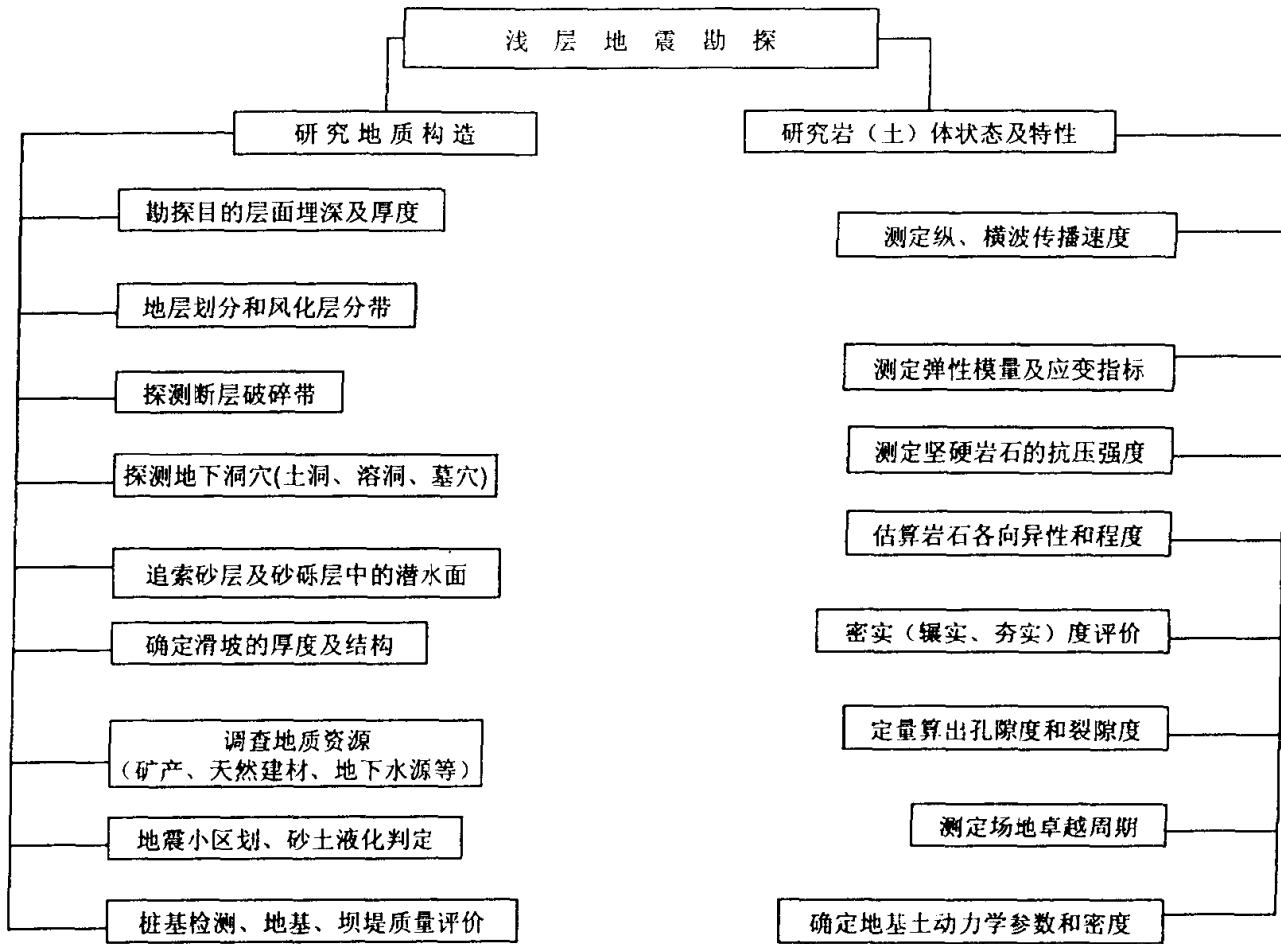 浅层地震勘探
研究地质构造
研究岩（土）体状态及特性
勘探目的层面埋深及厚度
地层划分和风化层分带
探测断层破碎带
探测地下洞穴(土洞、溶洞、墓穴)
追索砂层及砂砾层中的潜水面
确定滑坡的厚度及结构
调查地质资源
（矿产、天然建材、地下水源等）
地震小区划、砂土液化判定
桩基检测、地基、坝堤质量评价
测定纵、横波传播速度
测定弹性模量及应变指标
测定坚硬岩石的抗压强度
估算岩石各向异性和程度
密实（辗实、夯实）度评价
定量算出孔隙度和裂隙度
测定场地卓越周期
确定地基土动力学参数和密度